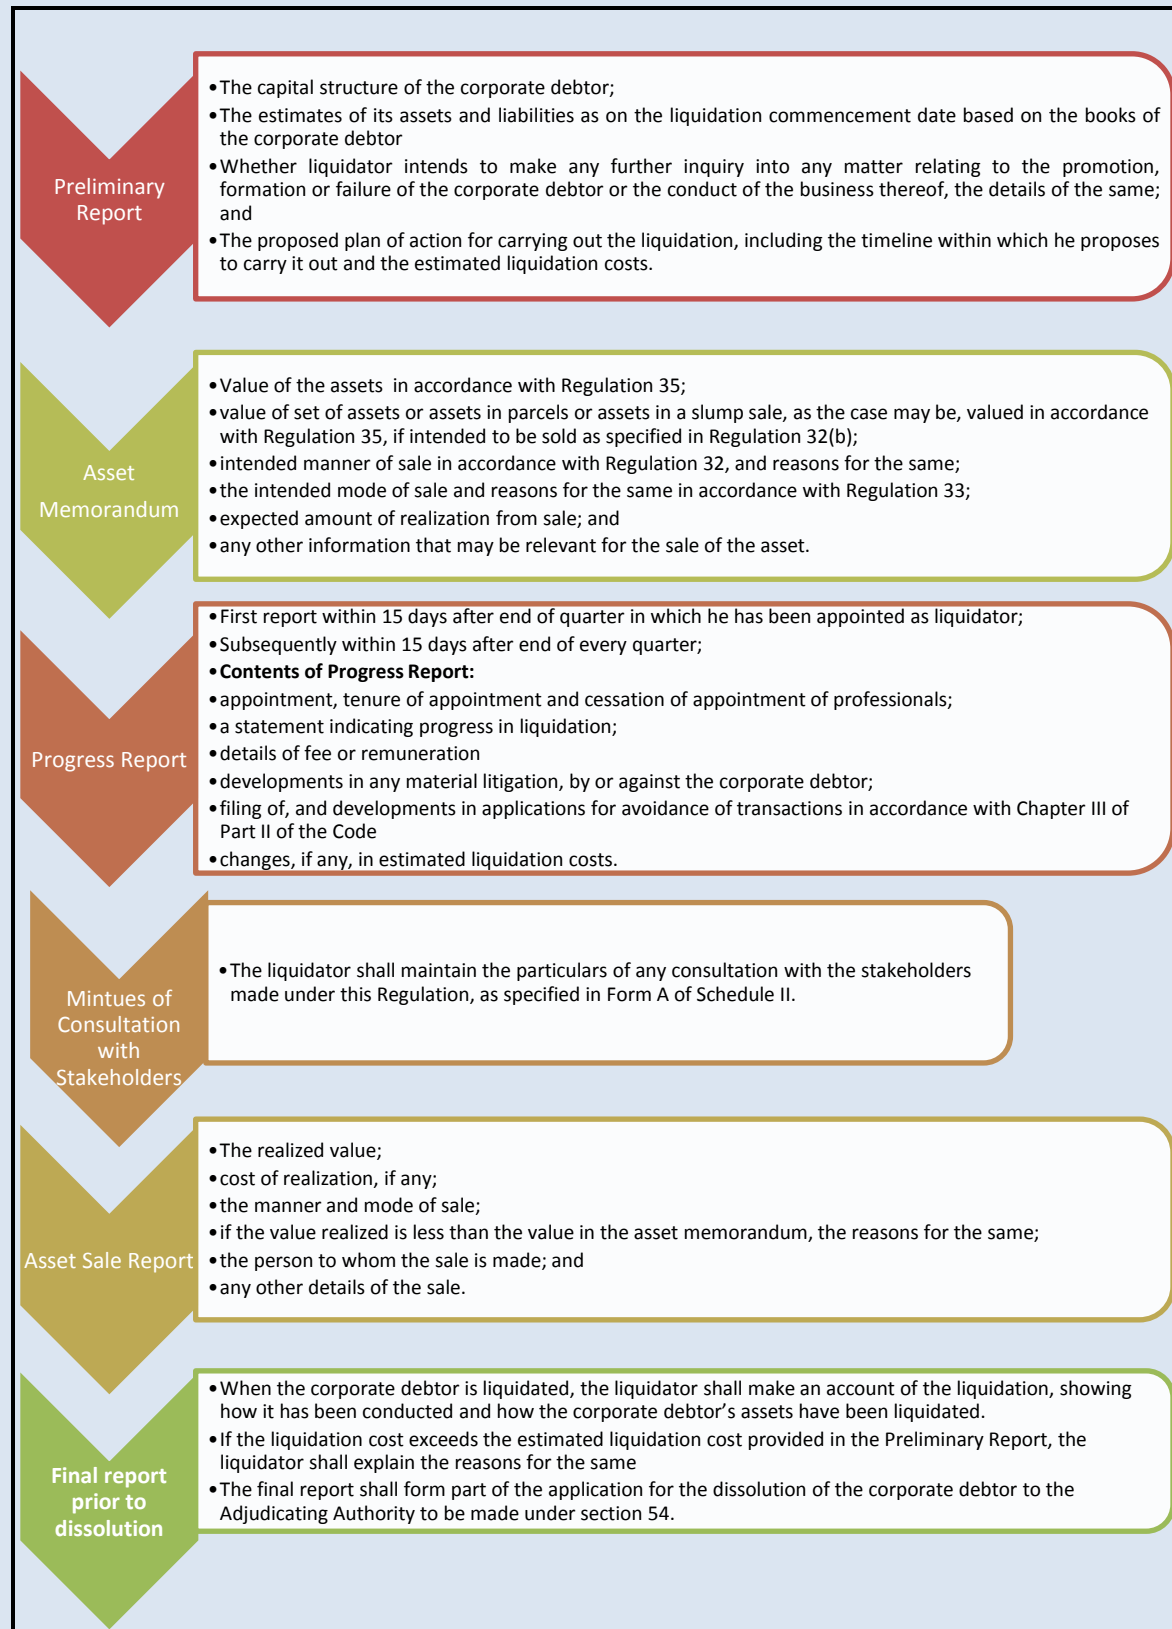 Preliminary
Report
•The capital structure of the corporate debtor;
•The estimates of its assets and liabilities as on the liquidation commencement date based on the books of
the corporate debtor
•Whether liquidator intends to make any further inquiry into any matter relating to the promotion,
formation or failure of the corporate debtor or the conduct of the business thereof, the details of the same;
and
•The proposed plan of action for carrying out the liquidation, including the timeline within which he proposes
to carry it out and the estimated liquidation costs.
Asset
Memorandum
•Value of the assets in accordance with Regulation 35;
•value of set of assets or assets in parcels or assets in a slump sale, as the case may be, valued in accordance
with Regulation 35, if intended to be sold as specified in Regulation 32(b);
•intended manner of sale in accordance with Regulation 32, and reasons for the same;
•the intended mode of sale and reasons for the same in accordance with Regulation 33;
•expected amount of realization from sale; and
•any other information that may be relevant for the sale of the asset.
Progress Report
•First report within 15 days after end of quarter in which he has been appointed as liquidator;
•Subsequently within 15 days after end of every quarter;
•Contents of Progress Report:
•appointment, tenure of appointment and cessation of appointment of professionals;
•a statement indicating progress in liquidation;
•details of fee or remuneration
•developments in any material litigation, by or against the corporate debtor;
•filing of, and developments in applications for avoidance of transactions in accordance with Chapter III of
Part II of the Code
•changes, if any, in estimated liquidation costs.
Mintues of
Consultation
with
Stakeholders
•The liquidator shall maintain the particulars of any consultation with the stakeholders
made under this Regulation, as specified in Form A of Schedule II.
Asset Sale Report
•The realized value;
•cost of realization, if any;
•the manner and mode of sale;
•if the value realized is less than the value in the asset memorandum, the reasons for the same;
•the person to whom the sale is made; and
•any other details of the sale.
Final report
prior to
dissolution
•When the corporate debtor is liquidated, the liquidator shall make an account of the liquidation, showing
how it has been conducted and how the corporate debtor’s assets have been liquidated.
•If the liquidation cost exceeds the estimated liquidation cost provided in the Preliminary Report, the
liquidator shall explain the reasons for the same
•The final report shall form part of the application for the dissolution of the corporate debtor to the
Adjudicating Authority to be made under section 54.